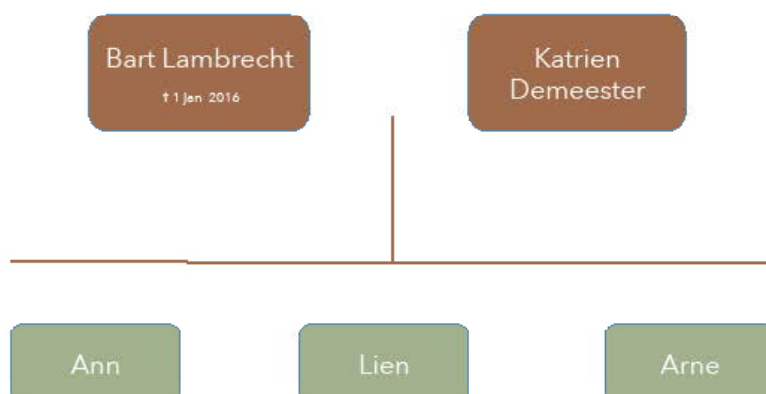 Bart Lambrecht
† 1 Jan 2016
Katrien
Demeester
Ann
Lien
Arne